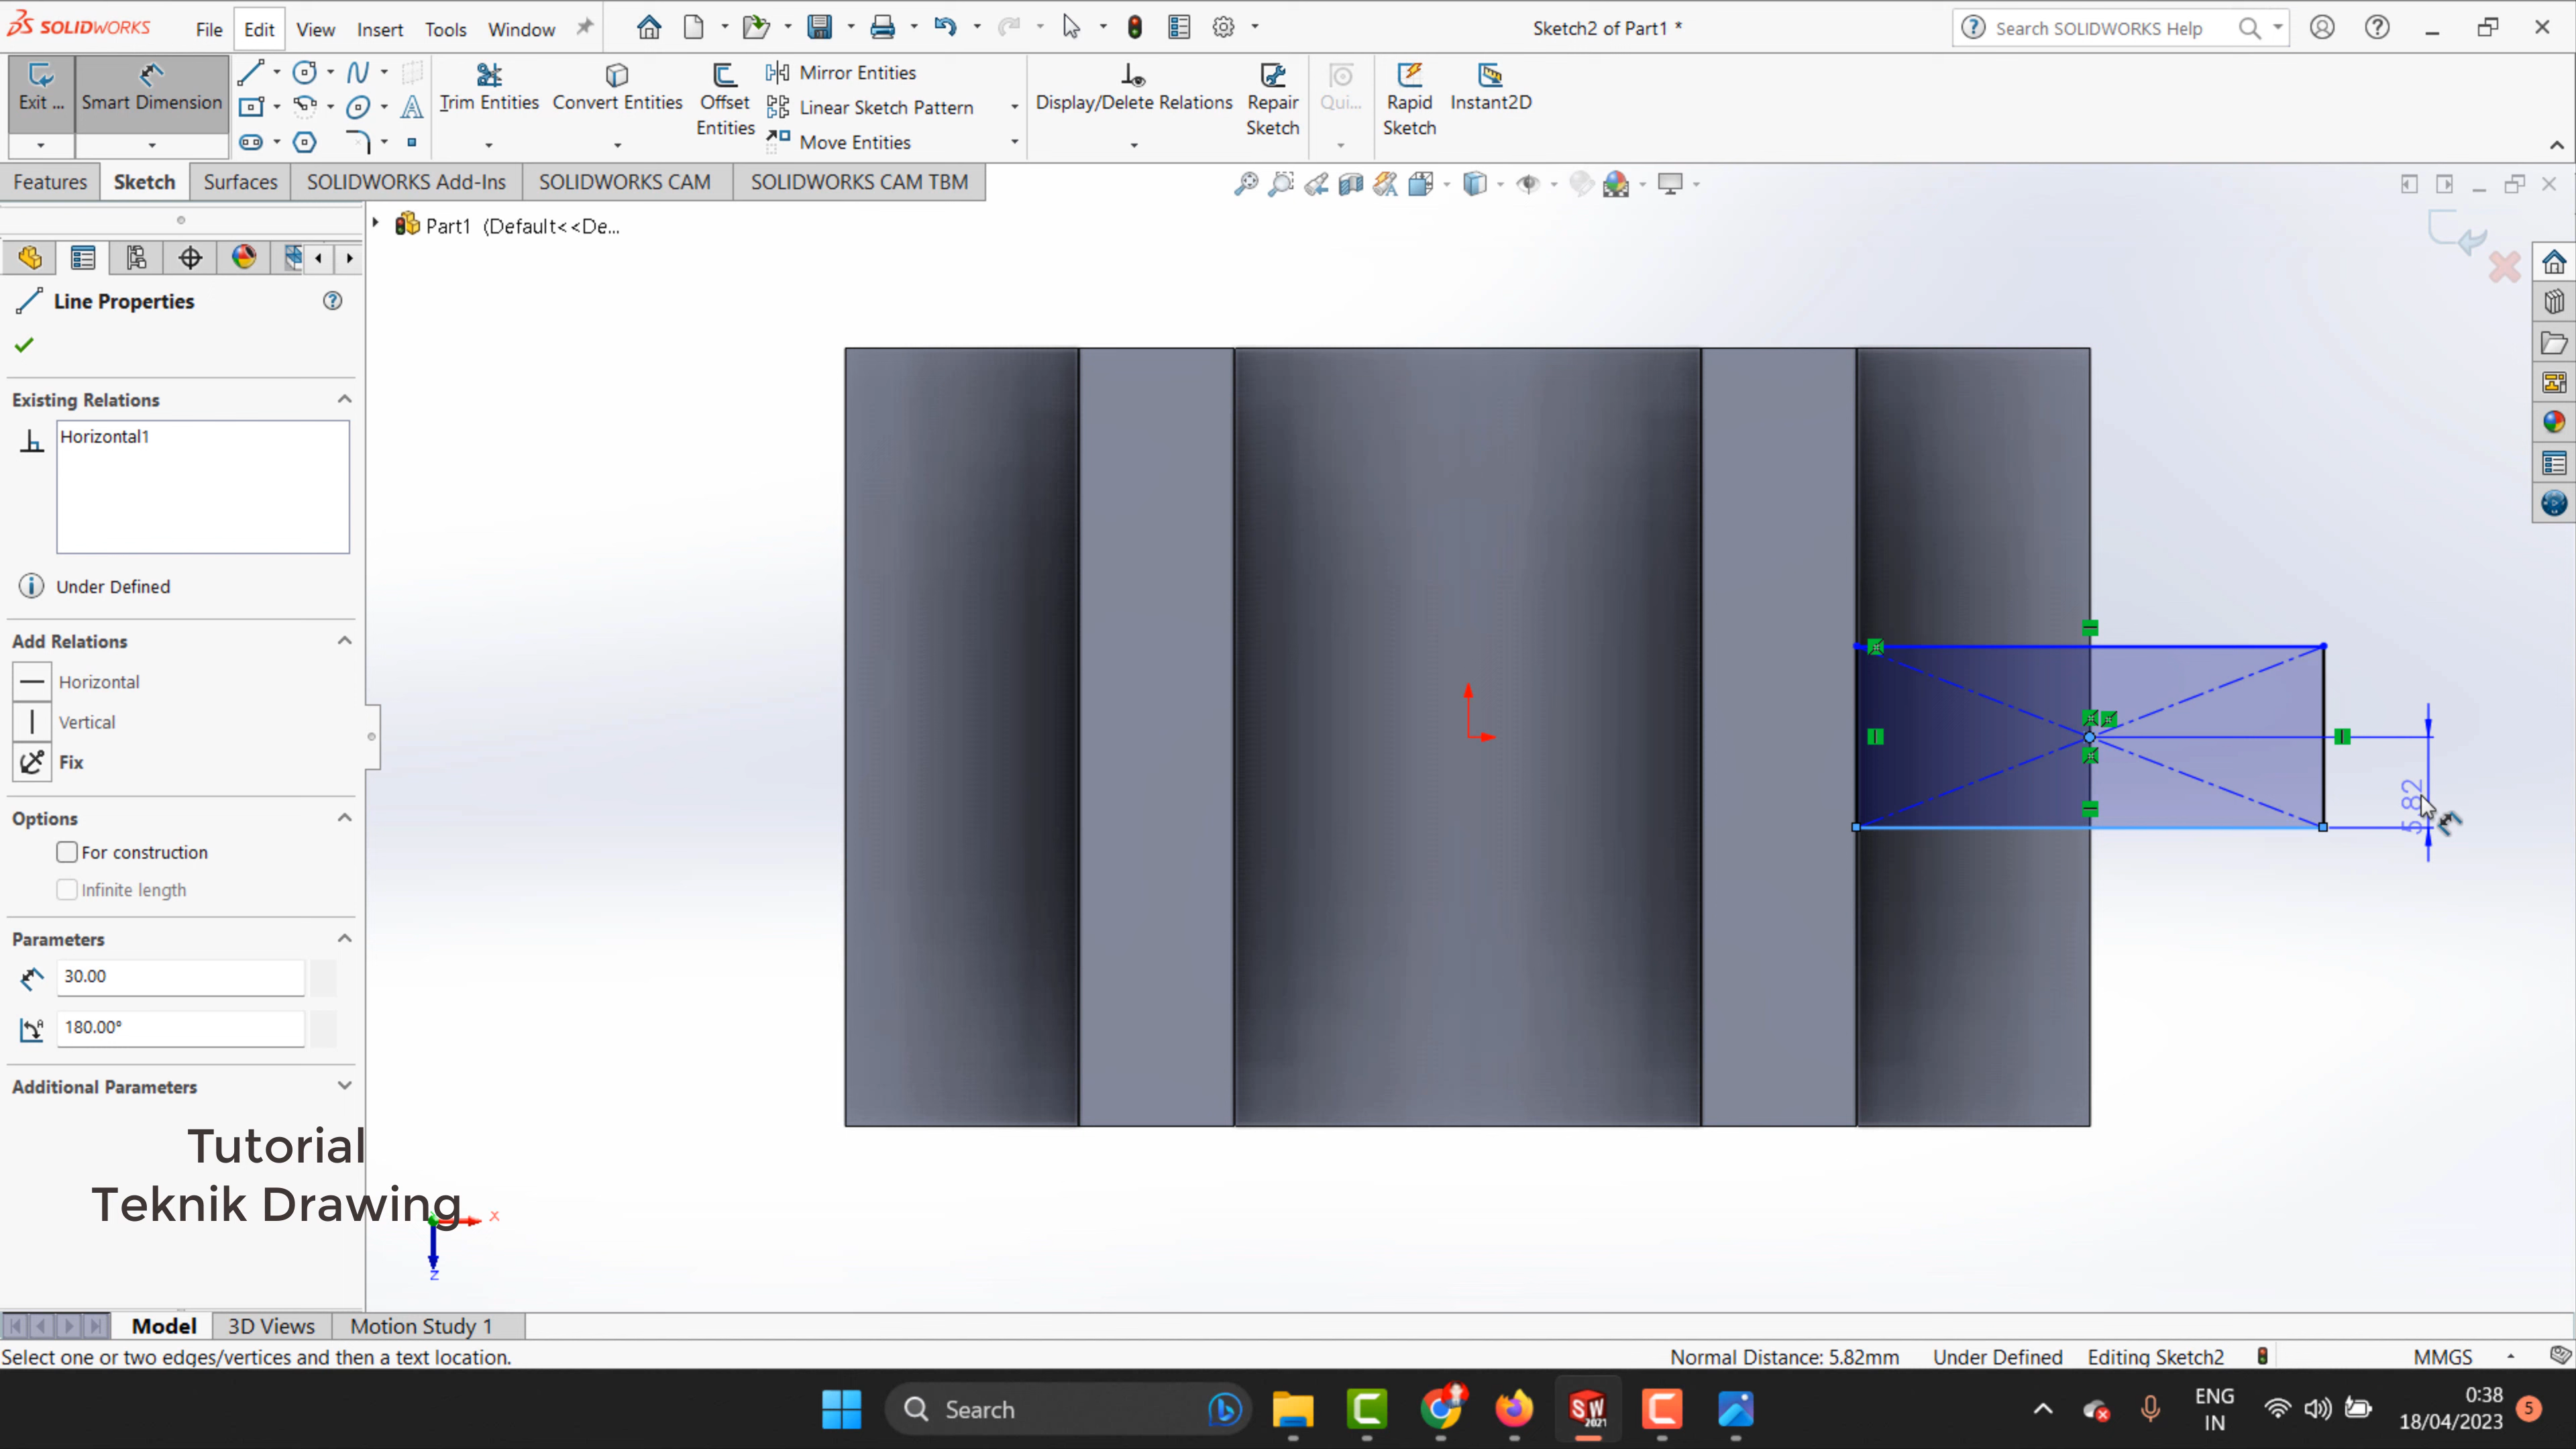 SOLIDWORKS File Edit View Insert Tools Window Sketch2 of Part1 * Search SOLIDWORKS Help
Exit ... Smart Dimension Trim Entities Convert Entities Offset Entities Mirror Entities Linear Sketch Pattern Move Entities Display/Delete Relations Repair Sketch Qui... Rapid Sketch Instant2D
Features Sketch Surfaces SOLIDWORKS Add-Ins SOLIDWORKS CAM SOLIDWORKS CAM TBM
Part1 (Default<<De...
Line Properties
Existing Relations
Horizontal1
Under Defined
Add Relations
Horizontal
Vertical
Fix
Options
For construction
Infinite length
Parameters
30.00
180.00°
Additional Parameters
5.82
Tutorial
Teknik Drawing
x
z
Model 3D Views Motion Study 1
Select one or two edges/vertices and then a text location. Normal Distance: 5.82mm Under Defined Editing Sketch2 MMGS
Search SW 2021 ENG IN 0:38 18/04/2023 5